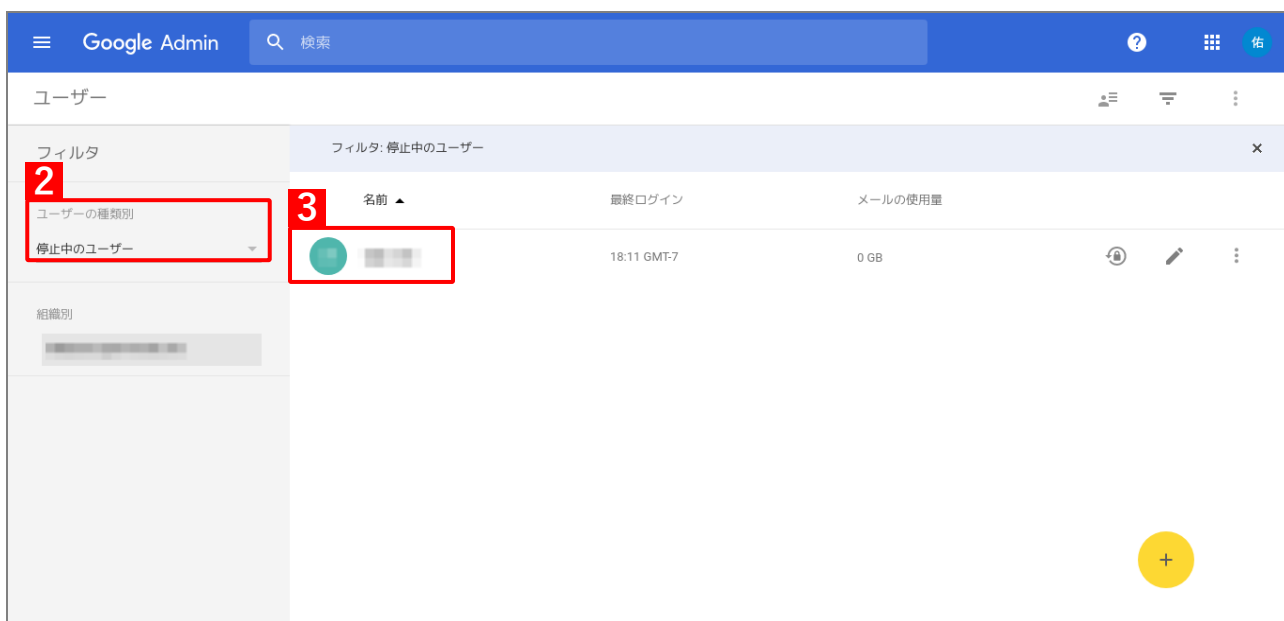 Google Admin
検索
佑
ユーザー
フィルタ
フィルタ: 停止中のユーザー
2
ユーザーの種類別
停止中のユーザー
3
名前
最終ログイン
メールの使用量
18:11 GMT-7
0 GB
組織別